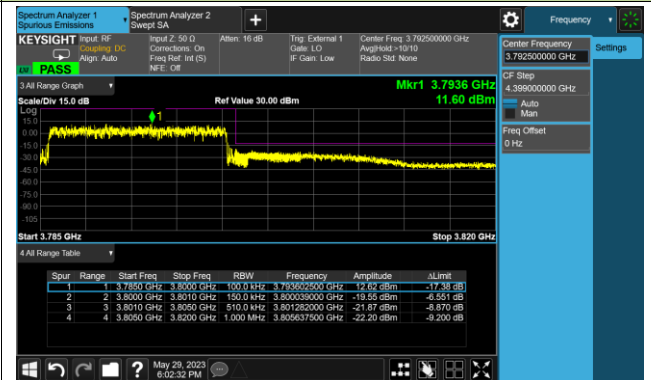 Spectrum Analyzer 1
Spurious Emissions
Spectrum Analyzer 2
Swept SA
+
Frequency
KEYSIGHT
Input: RF
Coupling: DC
Align: Auto
Input Z: 50 Ω
Corrections: On
Freq Ref: Int (S)
NFE: Off
Atten: 16 dB
Trig: External 1
Gate: LO
IF Gain: Low
Center Freq: 3.792500000 GHz
Avg|Hold:>10/10
Radio Std: None
PASS
Center Frequency
3.792500000 GHz
Settings
CF Step
4.399000000 GHz
Auto
Man
Freq Offset
0 Hz
3 All Range Graph
Mkr1 3.7936 GHz
Scale/Div 15.0 dB
Ref Value 30.00 dBm
11.60 dBm
Log
1
15.0
0.00
-15.0
-30.0
-45.0
-60.0
-75.0
-90.0
-105
Start 3.785 GHz
Stop 3.820 GHz
4 All Range Table
Spur Range Start Freq Stop Freq RBW Frequency Amplitude ΔLimit
1 1 3.7850 GHz 3.8000 GHz 100.0 kHz 3.793602500 GHz 12.62 dBm -17.38 dB
2 2 3.8000 GHz 3.8010 GHz 150.0 kHz 3.800039000 GHz -19.55 dBm -6.551 dB
3 3 3.8010 GHz 3.8050 GHz 510.0 kHz 3.801282000 GHz -21.87 dBm -8.870 dB
4 4 3.8050 GHz 3.8200 GHz 1.000 MHz 3.805637500 GHz -22.20 dBm -9.200 dB
?
May 29, 2023
6:02:32 PM